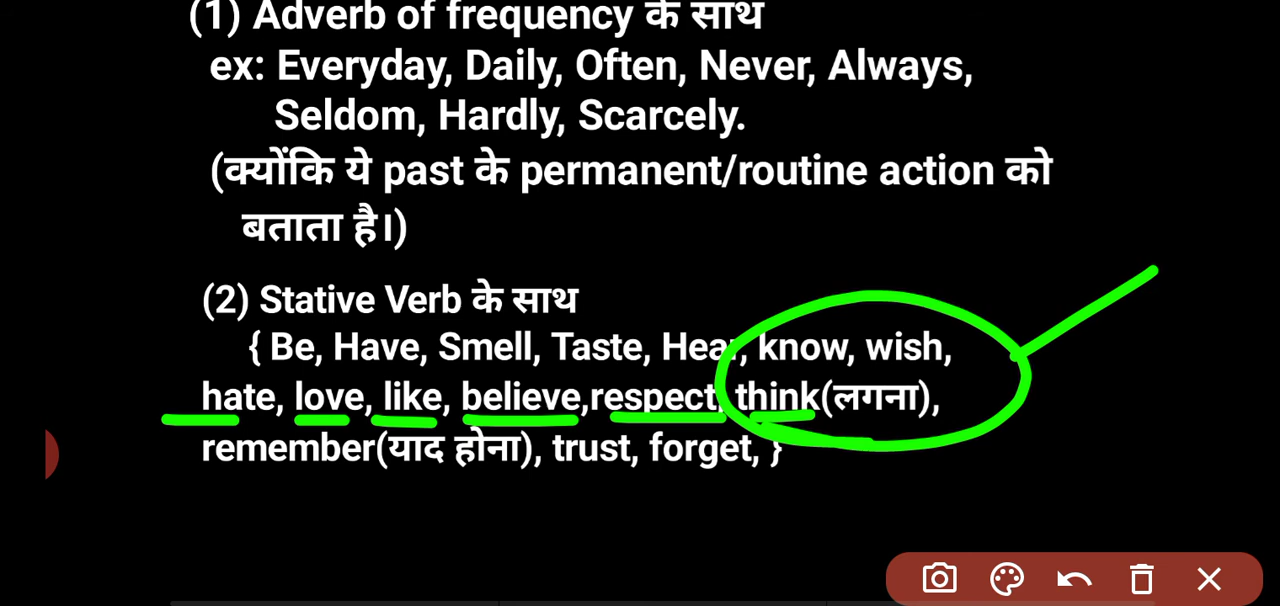 (1) Adverb of frequency के साथ
ex: Everyday, Daily, Often, Never, Always,
Seldom, Hardly, Scarcely.
(क्योंकि ये past के permanent/routine action को
बताता है।)
(2) Stative Verb के साथ
{ Be, Have, Smell, Taste, Hear, know, wish,
hate, love, like, believe,respect, think(लगना),
remember(याद होना), trust, forget, }